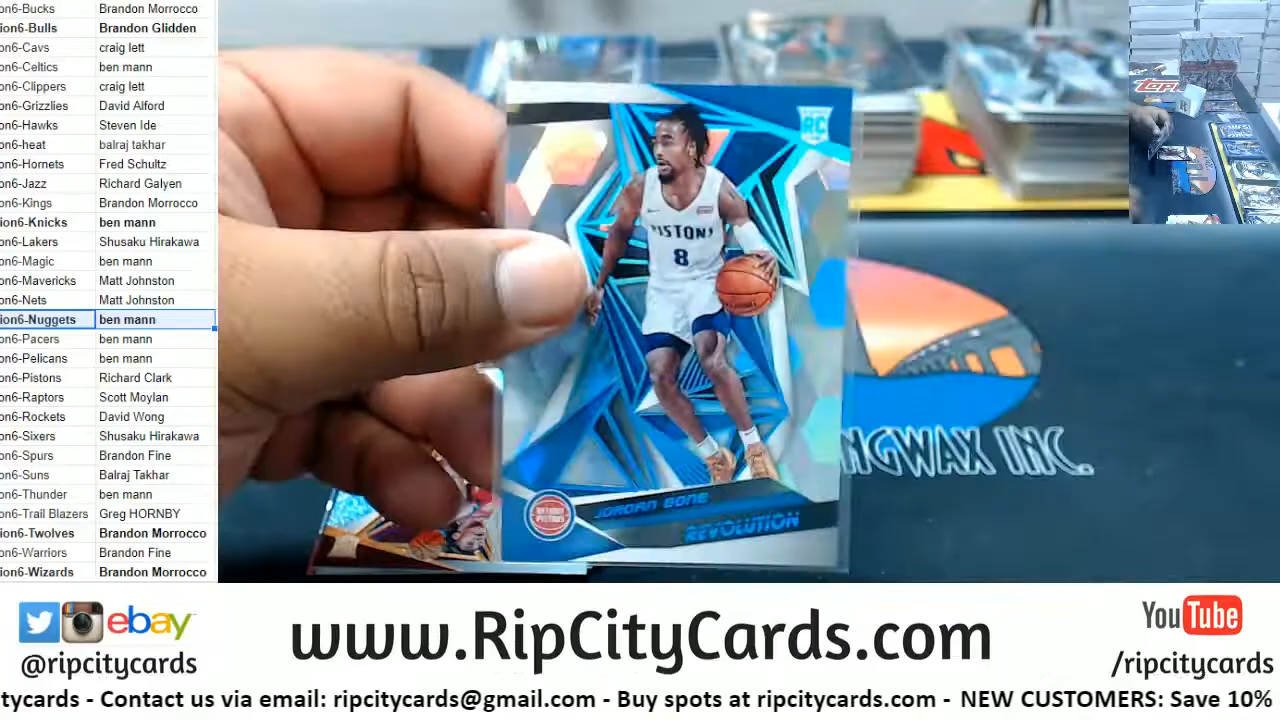 ion6-Bucks Brandon Morrocco
ion6-Bulls Brandon Glidden
on6-Cavs craig lett
on6-Celtics ben mann
on6-Clippers craig lett
on6-Grizzlies David Alford
on6-Hawks Steven Ide
on6-heat balraj takhar
on6-Hornets Fred Schultz
on6-Jazz Richard Galyen
on6-Kings Brandon Morrocco
ion6-Knicks ben mann
on6-Lakers Shusaku Hirakawa
on6-Magic ben mann
on6-Mavericks Matt Johnston
on6-Nets Matt Johnston
ion6-Nuggets ben mann
on6-Pacers ben mann
on6-Pelicans ben mann
on6-Pistons Richard Clark
on6-Raptors Scott Moylan
on6-Rockets David Wong
on6-Sixers Shusaku Hirakawa
on6-Spurs Brandon Fine
on6-Suns Balraj Takhar
on6-Thunder ben mann
on6-Trail Blazers Greg HORNBY
ion6-Twolves Brandon Morrocco
on6-Warriors Brandon Fine
ion6-Wizards Brandon Morrocco
RC
PISTONS
8
JORDAN BONE
REVOLUTION
NGWAX INC.
ebay
@ripcitycards
www.RipCityCards.com
YouTube
/ripcitycards
tycards - Contact us via email: ripcitycards@gmail.com - Buy spots at ripcitycards.com - NEW CUSTOMERS: Save 10%